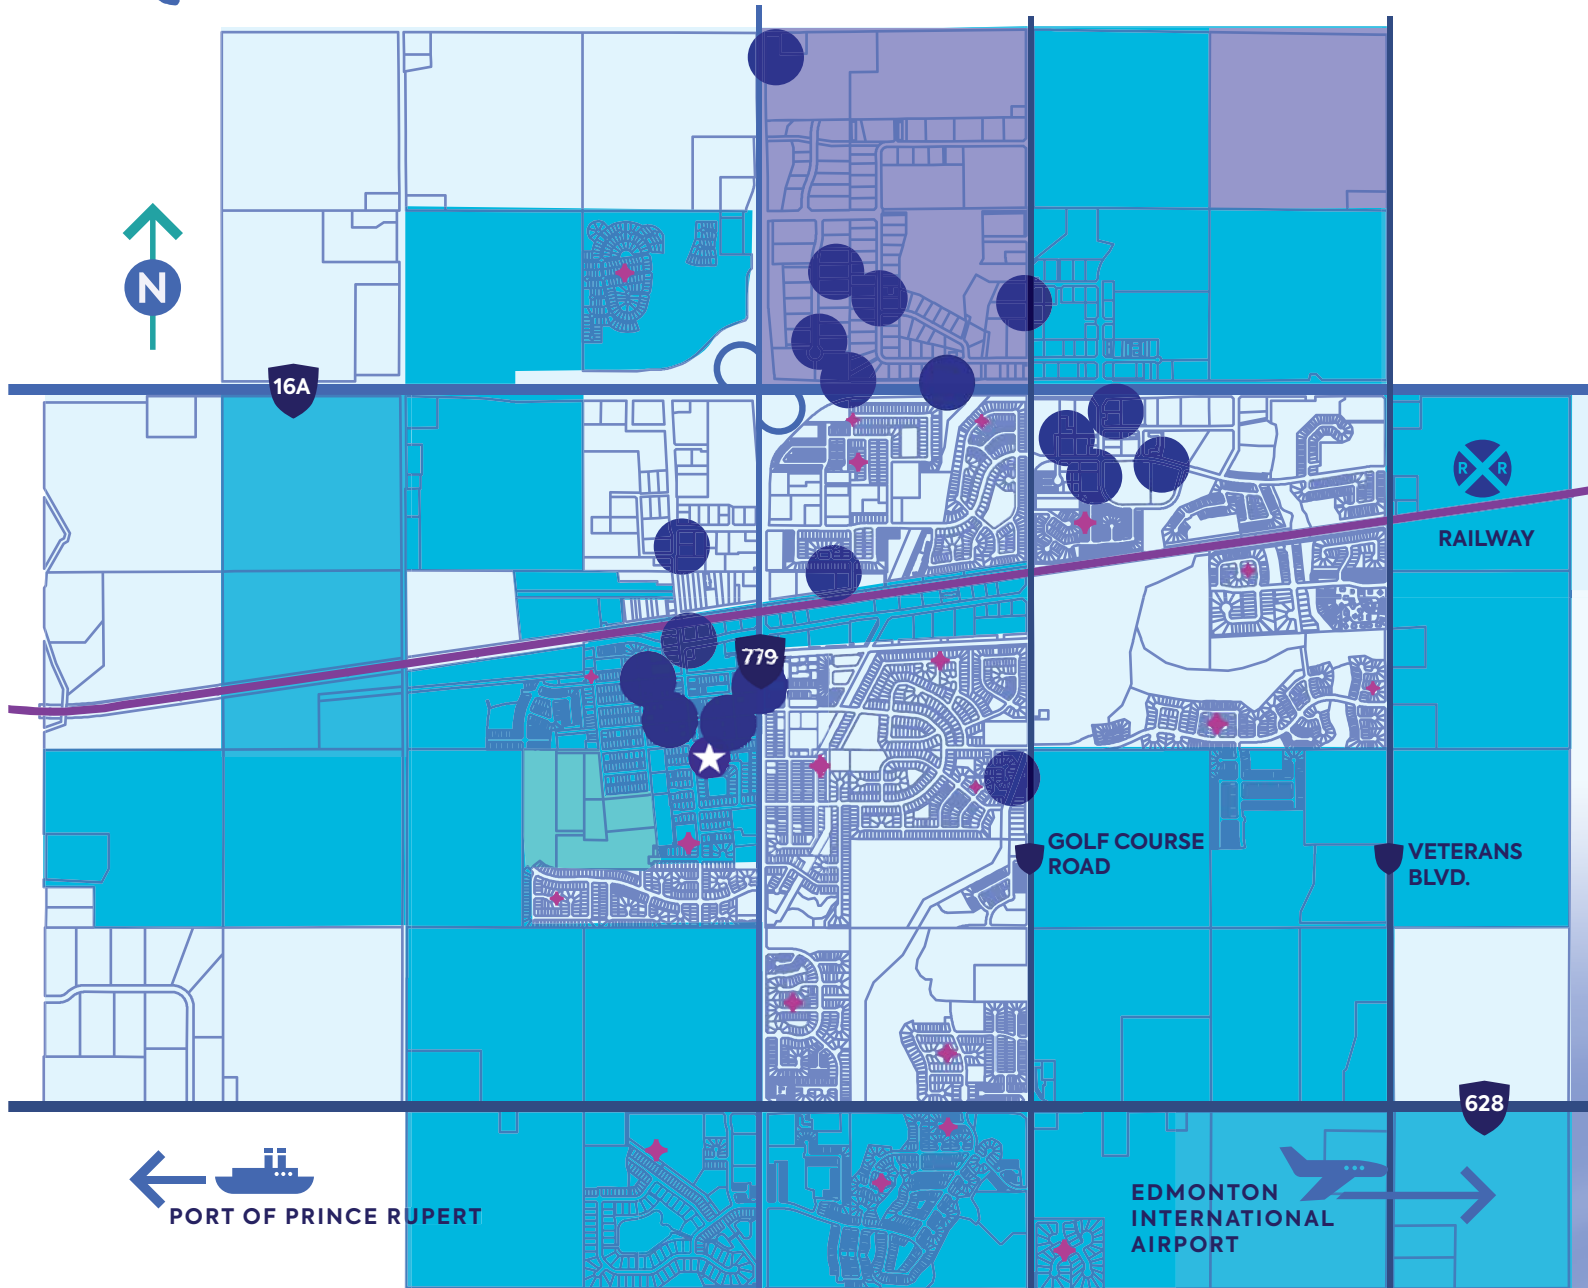 N
16A
R R
RAILWAY
779
GOLF COURSE
ROAD
VETERANS
BLVD.
628
PORT OF PRINCE RUPERT
EDMONTON
INTERNATIONAL
AIRPORT